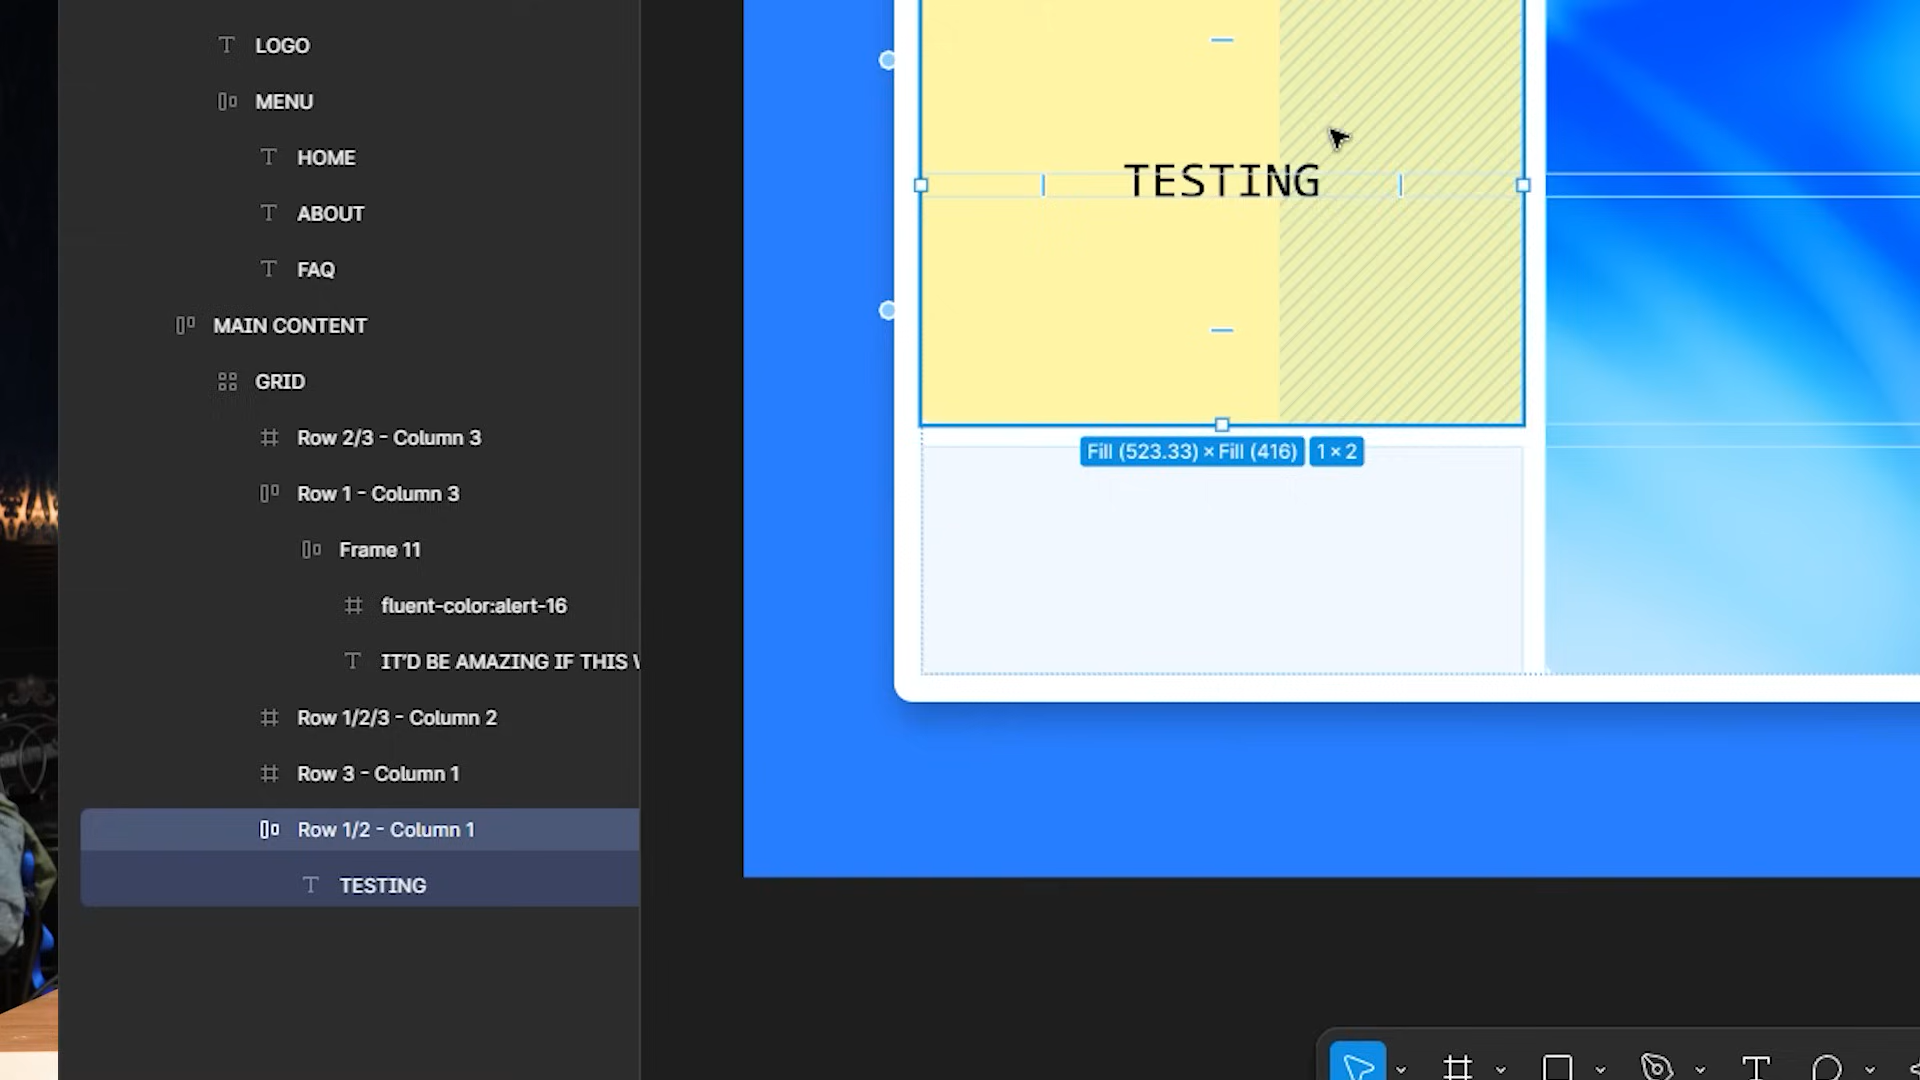 LOGO
MENU
HOME
ABOUT
FAQ
MAIN CONTENT
GRID
Row 2/3 - Column 3
Row 1 - Column 3
Frame 11
fluent-color:alert-16
IT'D BE AMAZING IF THIS
Row 1/2/3 - Column 2
Row 3 - Column 1
Row 1/2 - Column 1
TESTING
TESTING
Fill (523.33) × Fill (416) 1 × 2